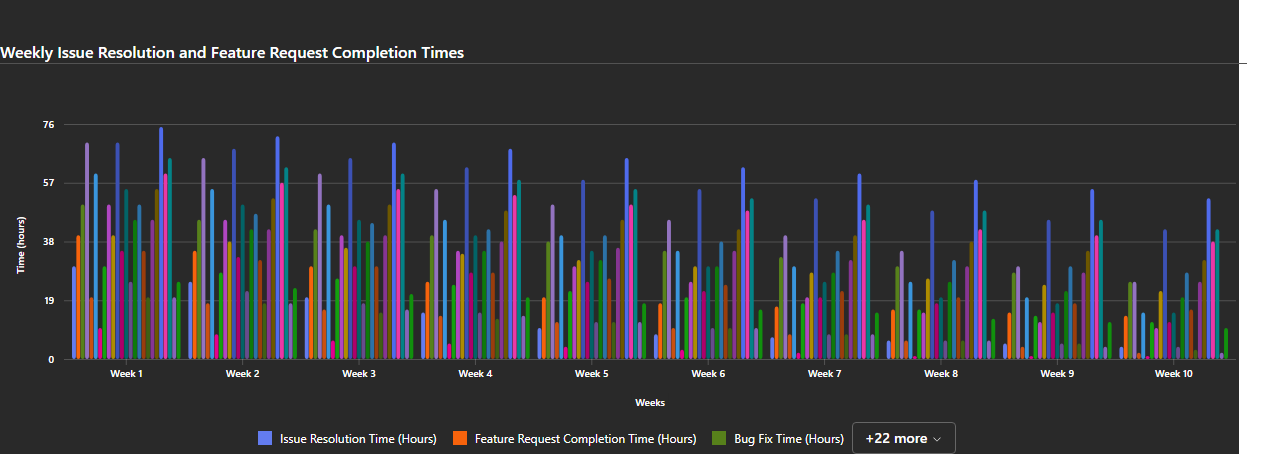 Weekly Issue Resolution and Feature Request Completion Times
76
57
38
19
0
Time (hours)
Week 1 Week 2 Week 3 Week 4 Week 5 Week 6 Week 7 Week 8 Week 9 Week 10
Weeks
Issue Resolution Time (Hours) Feature Request Completion Time (Hours) Bug Fix Time (Hours) +22 more